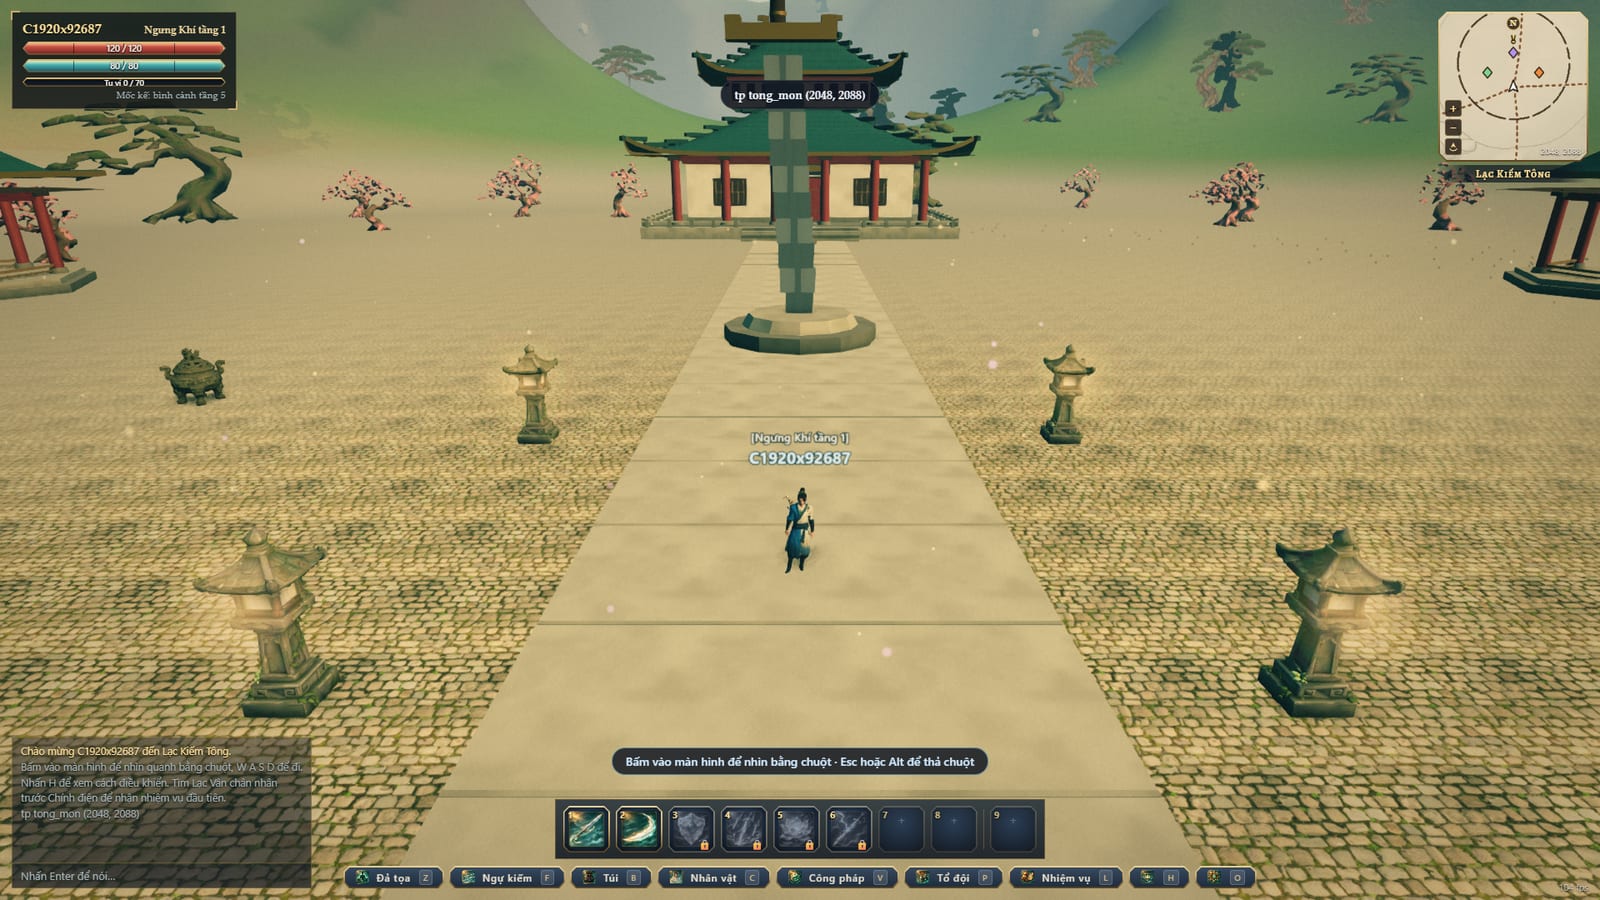 C1920x92687
Ngưng Khí tầng 1
120 / 120
80 / 80
Tu vi 0 / 70
Mốc kế: bình cảnh tầng 5
tp tong_mon (2048, 2088)
N
+
−
2048, 2088
LẠC KIẾM TÔNG
[Ngưng Khí tầng 1]
C1920x92687
Chào mừng C1920x92687 đến Lạc Kiếm Tông.
Bấm vào màn hình để nhìn quanh bằng chuột, W A S D để đi.
Nhấn H để xem cách điều khiển. Tìm Lạc Vân chân nhân
trước Chính điện để nhận nhiệm vụ đầu tiên.
tp tong_mon (2048, 2088)
Nhấn Enter để nói...
Bấm vào màn hình để nhìn bằng chuột · Esc hoặc Alt để thả chuột
1 2 3 4 5 6 7 8 9
Đả tọa Z Ngự kiếm F Túi B Nhân vật C Công pháp V Tổ đội P Nhiệm vụ L H O